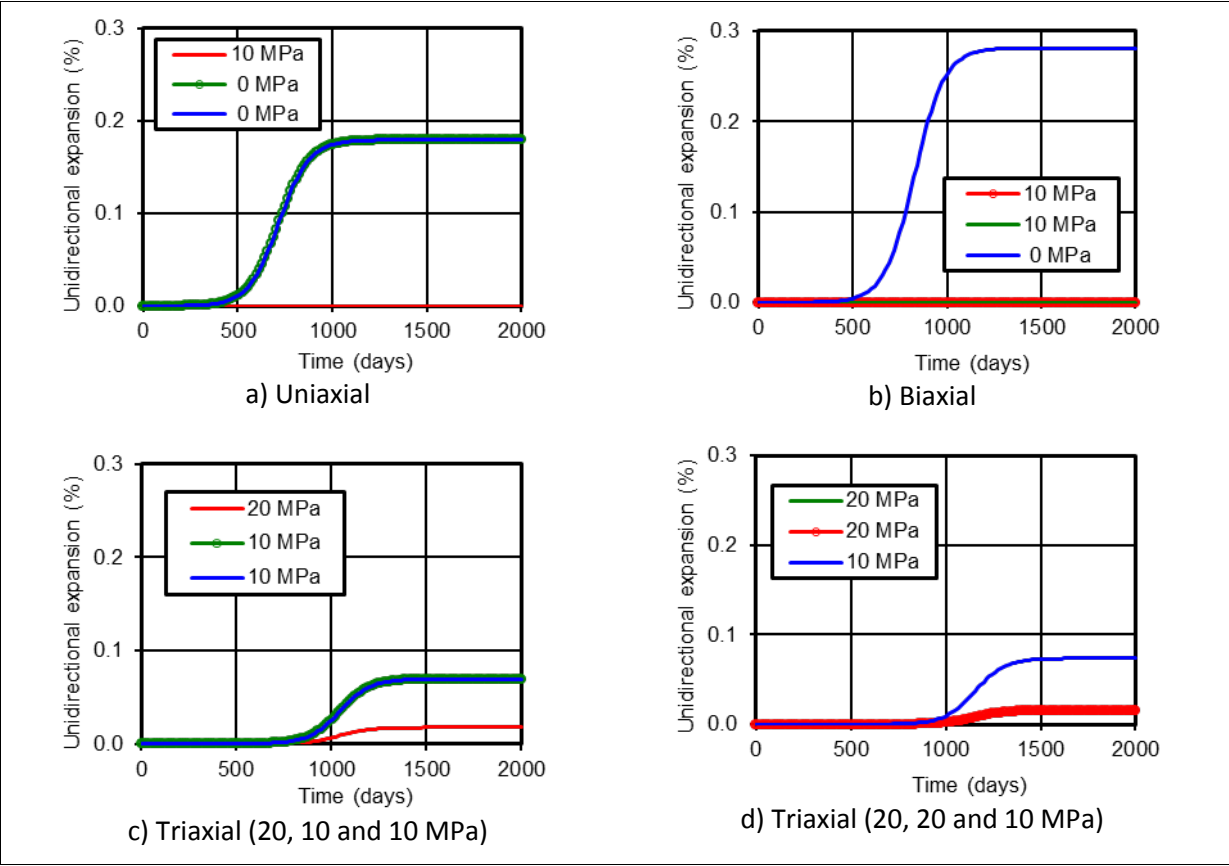 Unidirectional expansion (%)
0.3
0.2
0.1
0.0
10 MPa
0 MPa
0 MPa
0
500
1000
1500
2000
Time (days)
a) Uniaxial
Unidirectional expansion (%)
0.3
0.2
0.1
0.0
10 MPa
10 MPa
0 MPa
0
500
1000
1500
2000
Time (days)
b) Biaxial
Unidirectional expansion (%)
0.3
0.2
0.1
0.0
20 MPa
10 MPa
10 MPa
0
500
1000
1500
2000
Time (days)
c) Triaxial (20, 10 and 10 MPa)
Unidirectional expansion (%)
0.3
0.2
0.1
0.0
20 MPa
20 MPa
10 MPa
0
500
1000
1500
2000
Time (days)
d) Triaxial (20, 20 and 10 MPa)